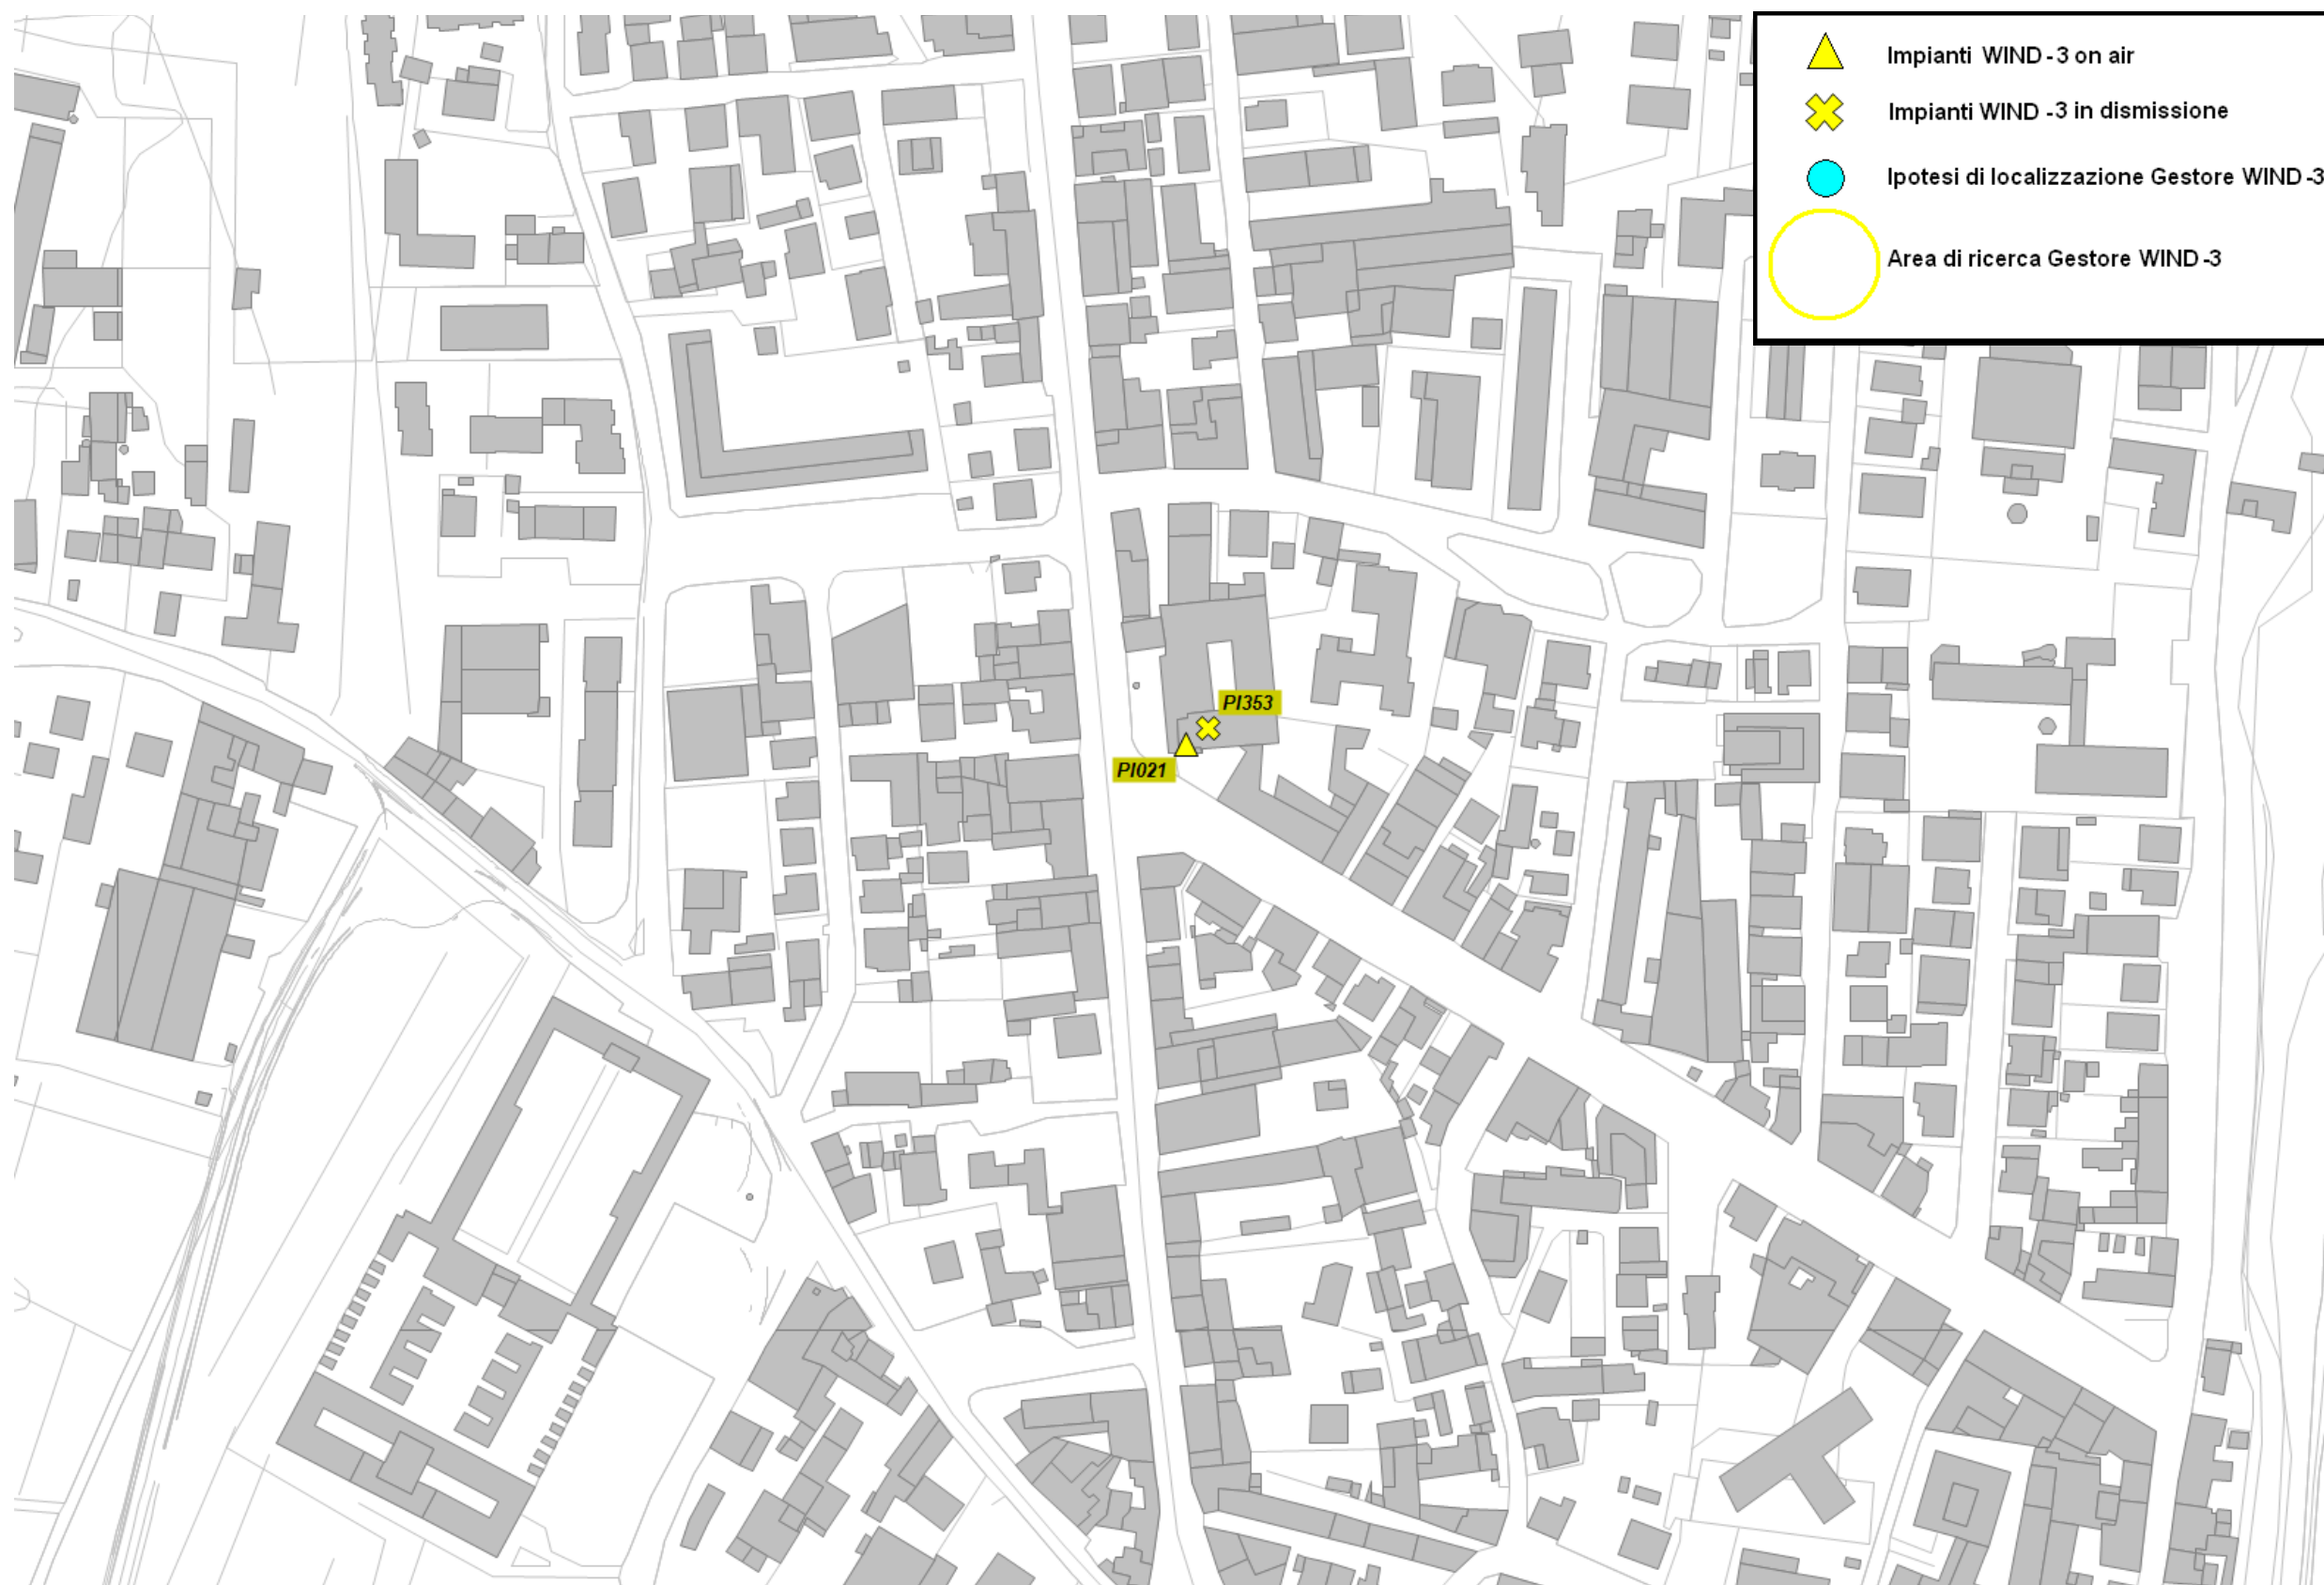 Impianti WIND - 3 on air
Impianti WIND - 3 in dismissione
Ipotesi di localizzazione Gestore WIND - 3
Area di ricerca Gestore WIND - 3
PI353
PI021